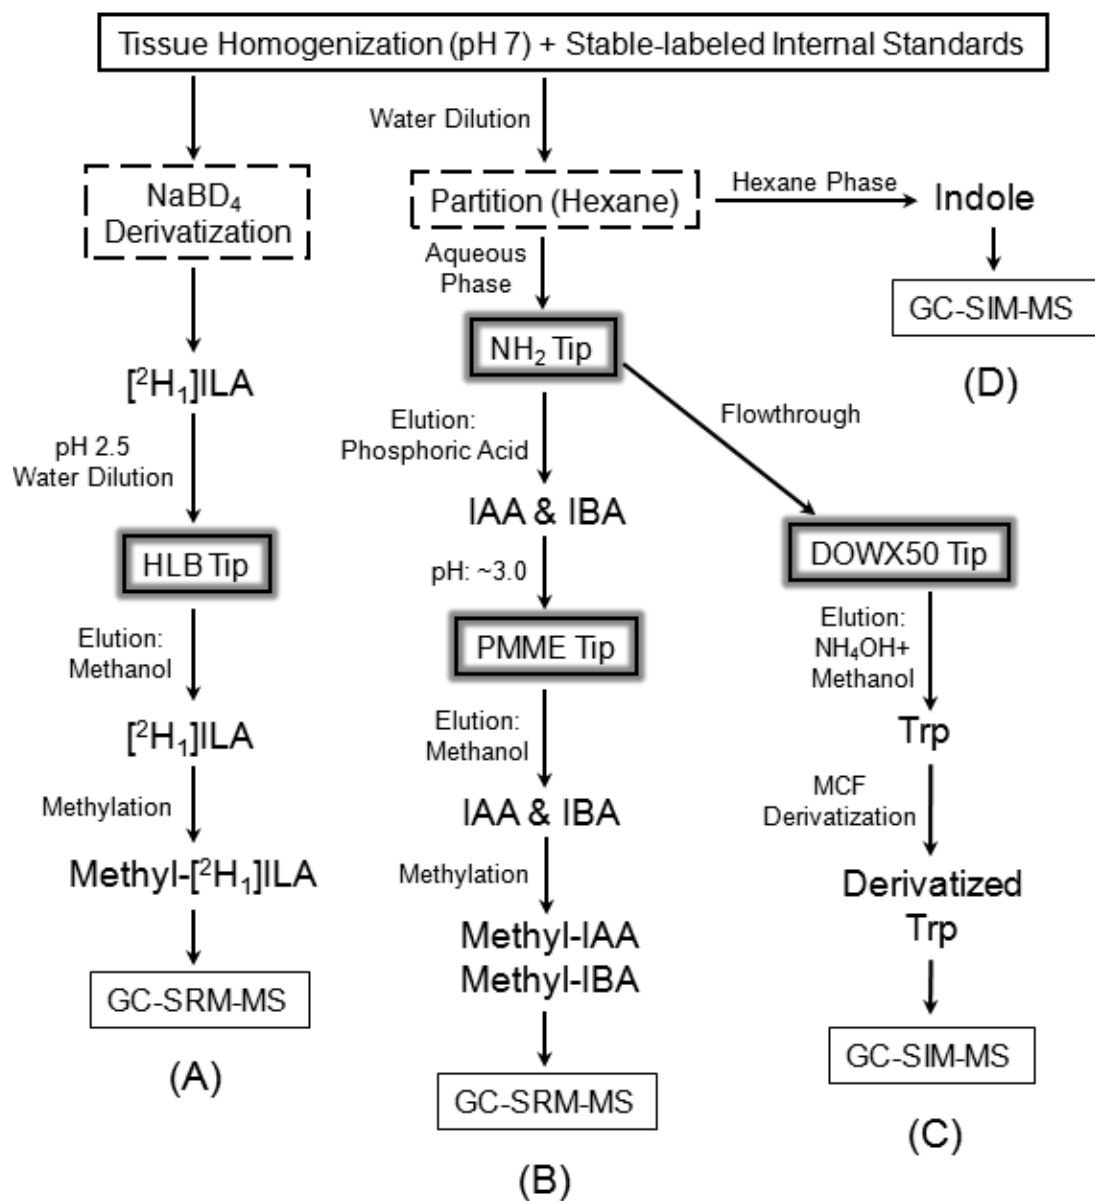 Tissue Homogenization (pH 7) + Stable-labeled Internal Standards
NaBD₄
Derivatization
[²H₁]ILA
pH 2.5
Water Dilution
HLB Tip
Elution:
Methanol
[²H₁]ILA
Methylation
Methyl-[²H₁]ILA
GC-SRM-MS
(A)
Water Dilution
Partition (Hexane)
Aqueous
Phase
NH₂ Tip
Elution:
Phosphoric Acid
IAA & IBA
pH: ~3.0
PMME Tip
Elution:
Methanol
IAA & IBA
Methylation
Methyl-IAA
Methyl-IBA
GC-SRM-MS
(B)
Flowthrough
DOWX50 Tip
Elution:
NH₄OH+
Methanol
Trp
MCF
Derivatization
Derivatized
Trp
GC-SIM-MS
(C)
Hexane Phase
Indole
GC-SIM-MS
(D)